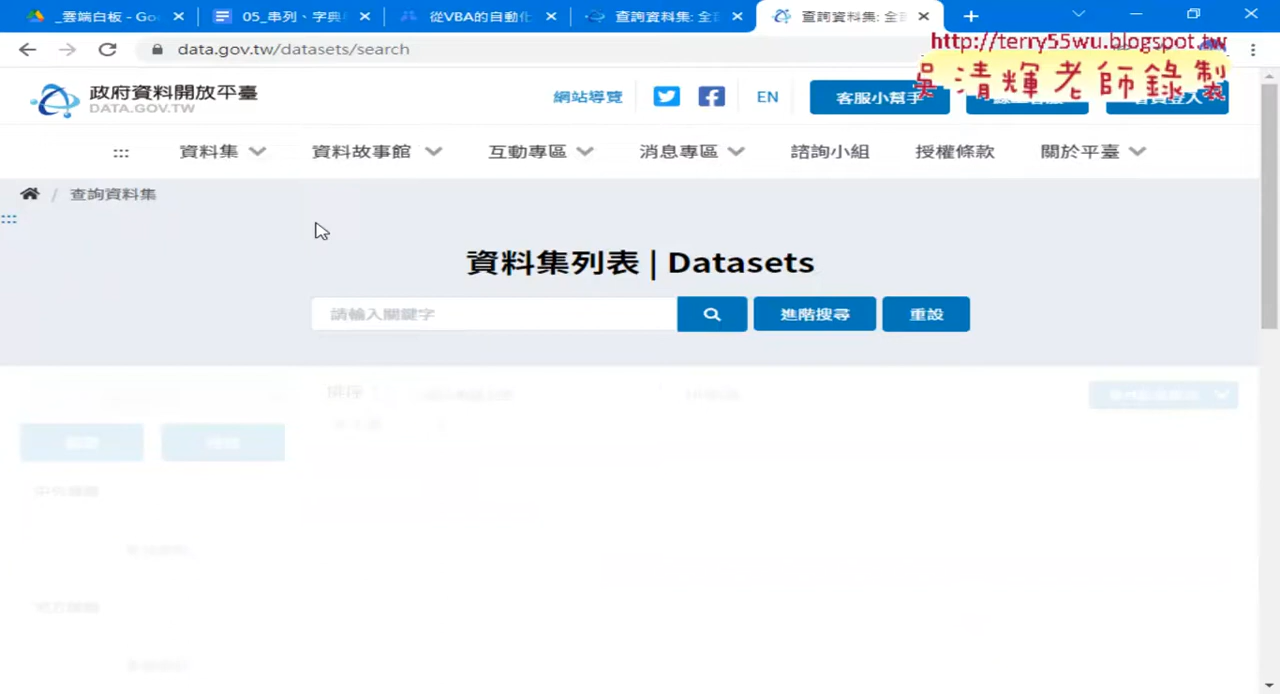 _雲端白板 - Go
05_串列、字典
從VBA的自動化
查詢資料集: 全
查詢資料集: 全
data.gov.tw/datasets/search
http://terry55wu.blogspot.tw
吳清輝老師錄製
政府資料開放平臺
DATA.GOV.TW
網站導覽
EN
客服小幫手
資料集
資料故事館
互動專區
消息專區
諮詢小組
授權條款
關於平臺
/ 查詢資料集
資料集列表 | Datasets
請輸入關鍵字
進階搜尋
重設
排序